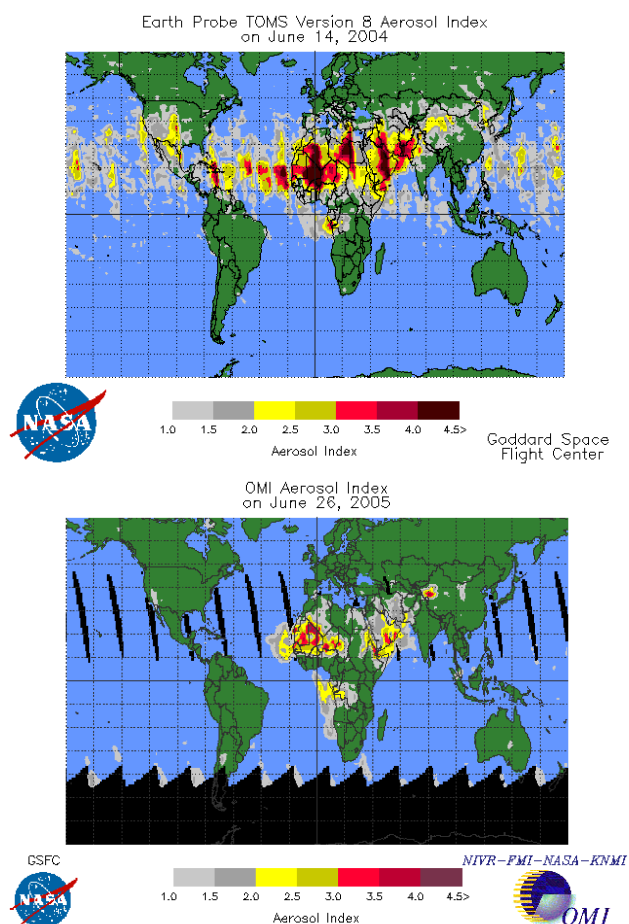 Earth Probe TOMS Version 8 Aerosol Index
on June 14, 2004
NASA
1.0 1.5 2.0 2.5 3.0 3.5 4.0 4.5>
Aerosol Index
Goddard Space
Flight Center
OMI Aerosol Index
on June 26, 2005
GSFC
NIVR-FMI-NASA-KNMI
NASA
1.0 1.5 2.0 2.5 3.0 3.5 4.0 4.5>
Aerosol Index
OMI